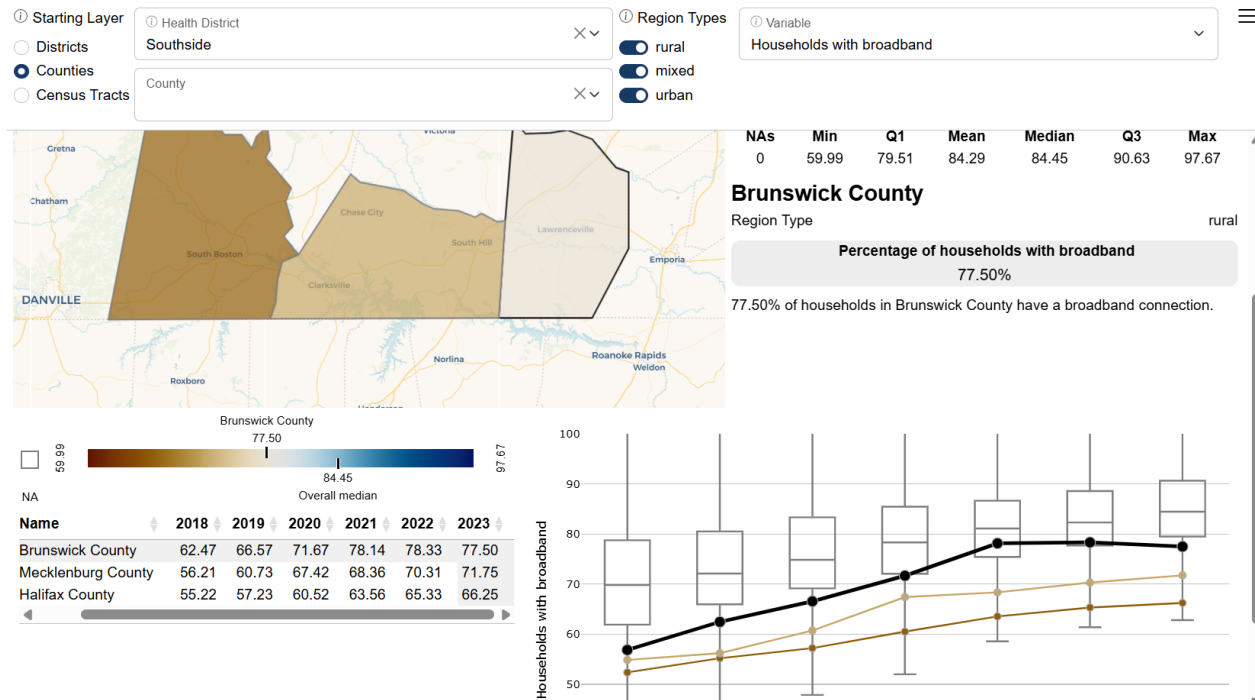 Starting Layer
Districts
Counties
Census Tracts
Health District
Southside
County
Region Types
rural
mixed
urban
Variable
Households with broadband
Gretna
Victoria
Chatham
Chase City
South Hill
Lawrenceville
South Boston
Clarksville
Emporia
DANVILLE
Norlina
Roanoke Rapids
Weldon
Roxboro
Henderson
NAs Min Q1 Mean Median Q3 Max
0 59.99 79.51 84.29 84.45 90.63 97.67
Brunswick County
Region Type rural
Percentage of households with broadband
77.50%
77.50% of households in Brunswick County have a broadband connection.
Brunswick County
77.50
59.99
97.67
84.45
NA
Overall median
Name 2018 2019 2020 2021 2022 2023
Brunswick County 62.47 66.57 71.67 78.14 78.33 77.50
Mecklenburg County 56.21 60.73 67.42 68.36 70.31 71.75
Halifax County 55.22 57.23 60.52 63.56 65.33 66.25
Households with broadband
100
90
80
70
60
50